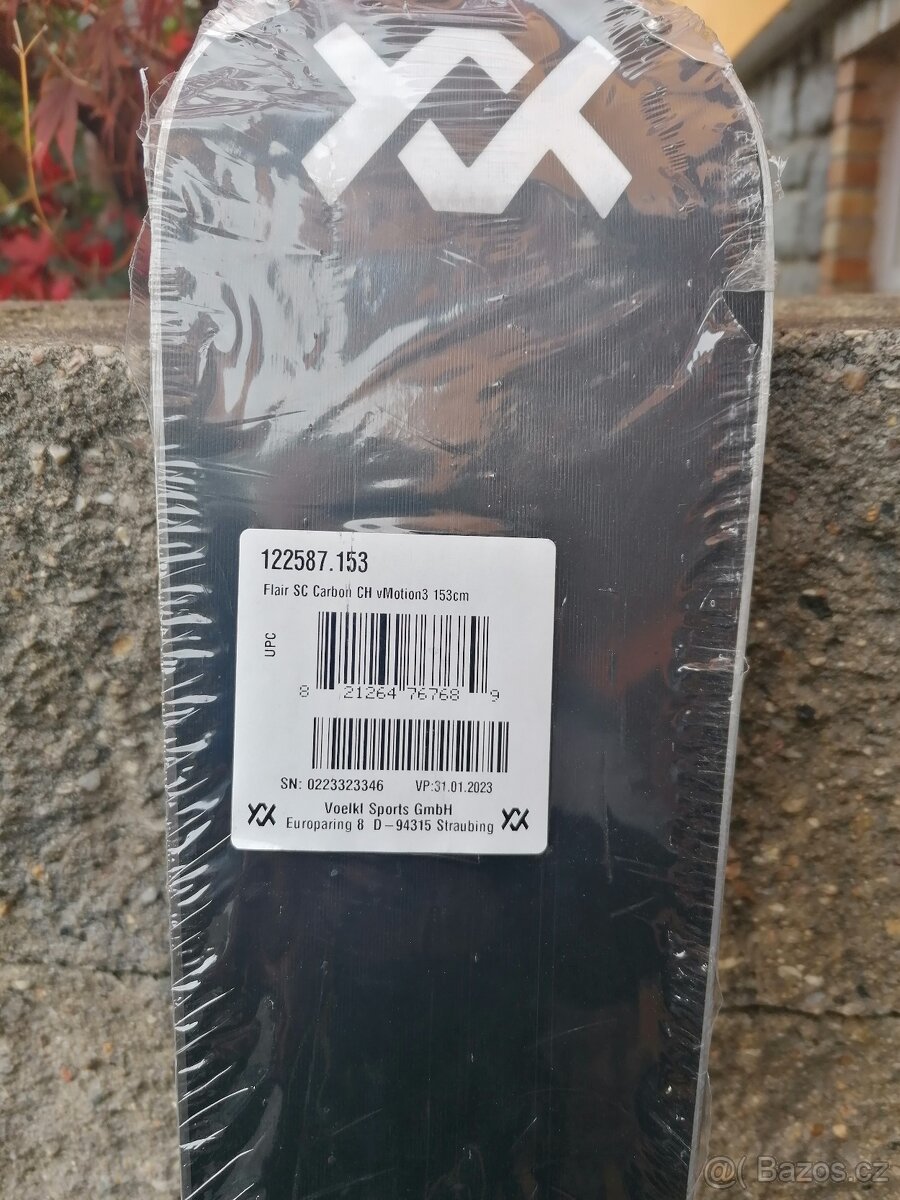 122587.153
Flair SC Carbon CH vMotion3 153cm
UPC
8 21264 76768 9
SN: 0223323346 VP:31.01.2023
Voelkl Sports GmbH
Europaring 8 D-94315 Straubing
@( Bazos.cz